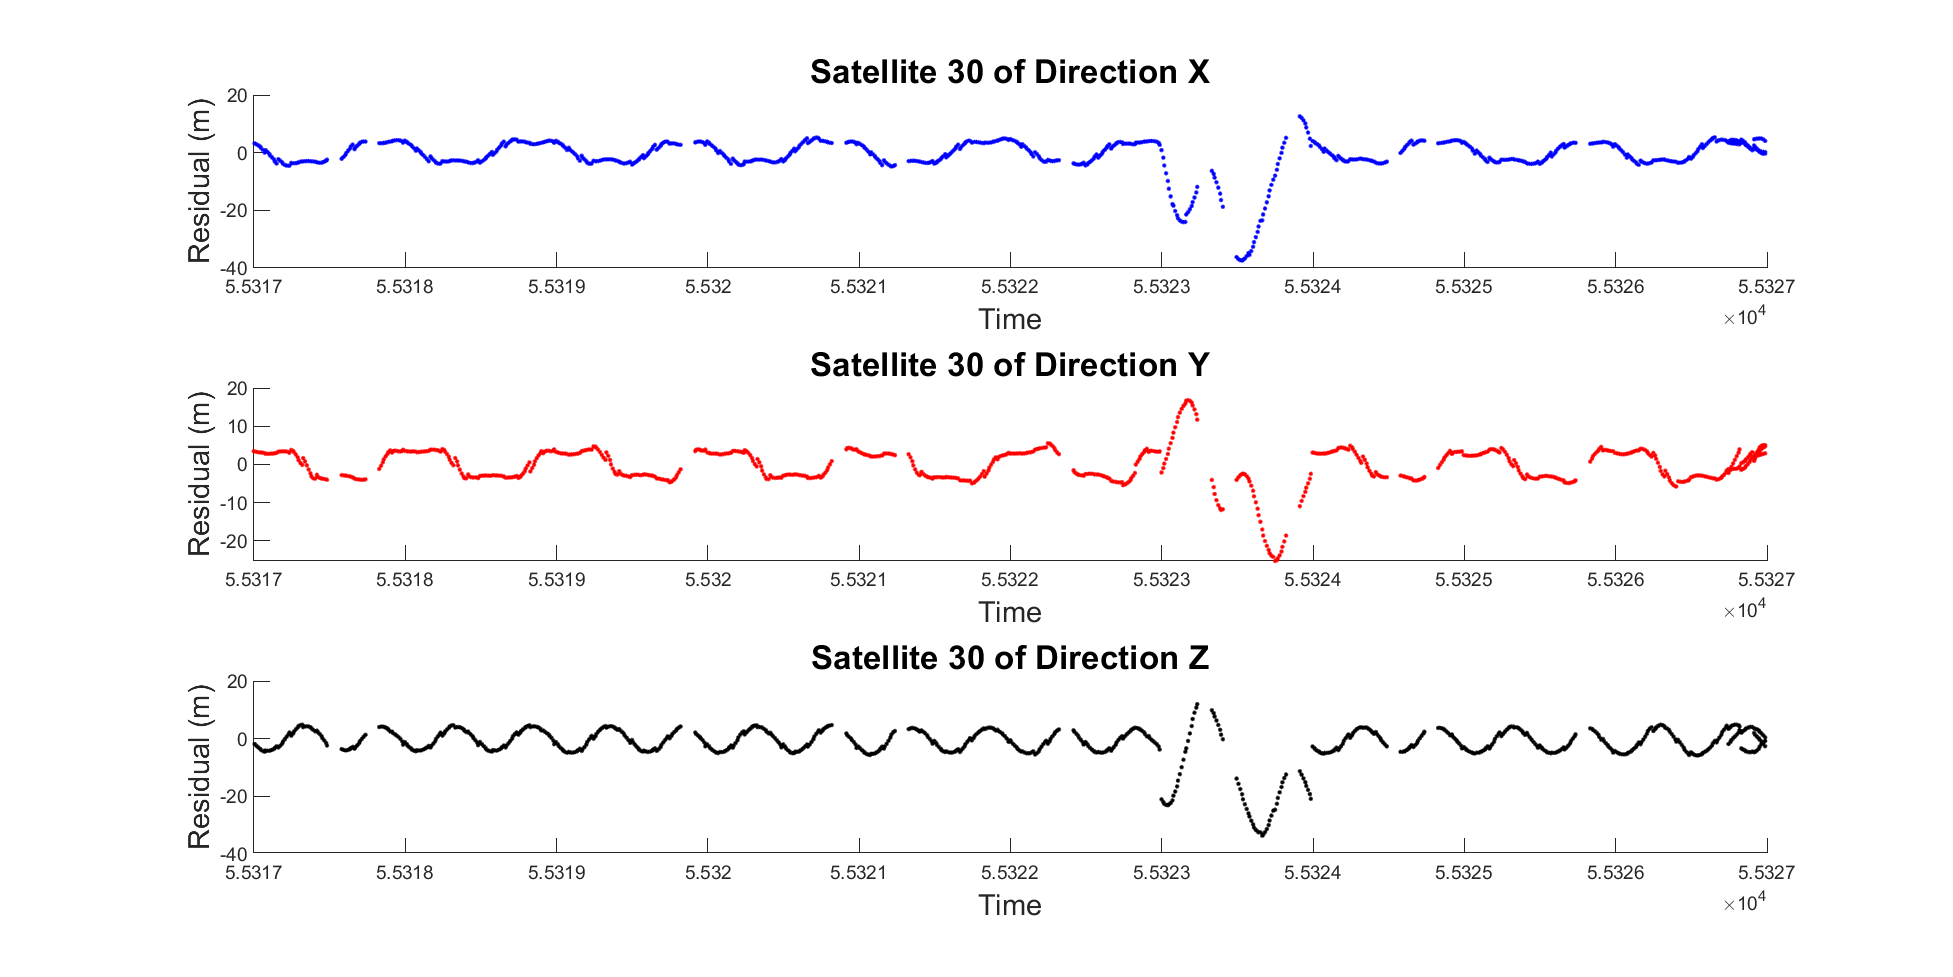 Satellite 30 of Direction X
Residual (m)
20
0
-20
-40
5.5317 5.5318 5.5319 5.532 5.5321 5.5322 5.5323 5.5324 5.5325 5.5326 5.5327
Time
×10⁴
Satellite 30 of Direction Y
Residual (m)
20
10
0
-10
-20
5.5317 5.5318 5.5319 5.532 5.5321 5.5322 5.5323 5.5324 5.5325 5.5326 5.5327
Time
×10⁴
Satellite 30 of Direction Z
Residual (m)
20
0
-20
-40
5.5317 5.5318 5.5319 5.532 5.5321 5.5322 5.5323 5.5324 5.5325 5.5326 5.5327
Time
×10⁴